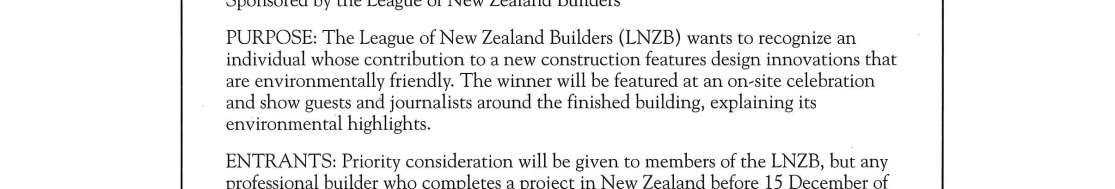 Sponsored by the League of New Zealand Builders
PURPOSE: The League of New Zealand Builders (LNZB) wants to recognize an
individual whose contribution to a new construction features design innovations that
are environmentally friendly. The winner will be featured at an on-site celebration
and show guests and journalists around the finished building, explaining its
environmental highlights.
ENTRANTS: Priority consideration will be given to members of the LNZB, but any
professional builder who completes a project in New Zealand before 15 December of